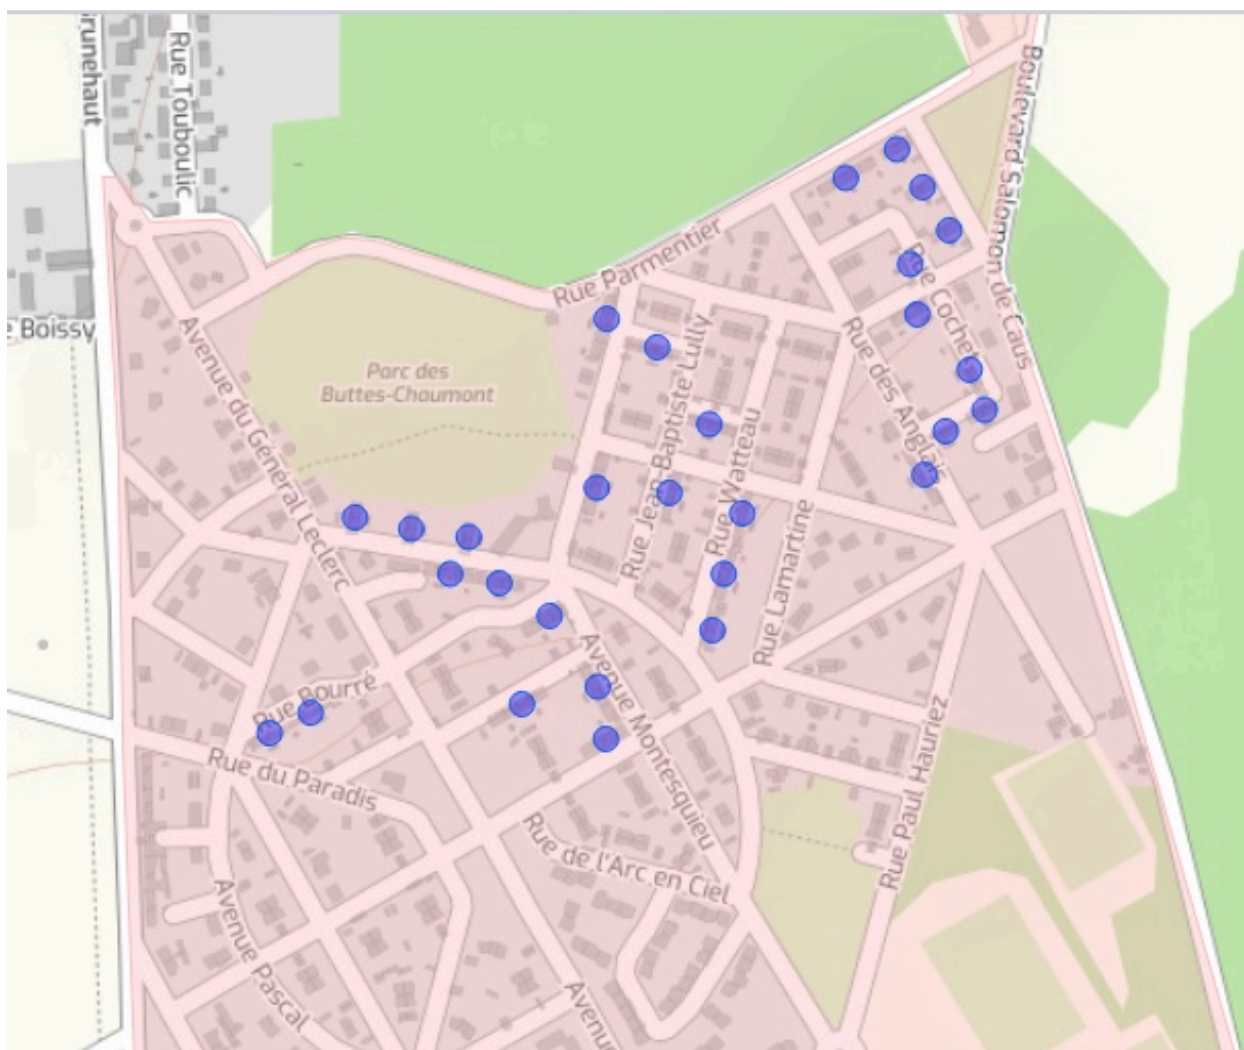 Rue Touboulic
Boulevard Salomon de Caus
Rue Parmentier
Rue Cochet
Boissy
Avenue du Général Leclerc
Parc des
Buttes-Chaumont
Rue Jean-Baptiste Lully
Rue Watteau
Rue des Anglais
Rue Lamartine
Rue Bourré
Avenue Montesquieu
Rue du Paradis
Rue Paul Hauriez
Rue de l'Arc en Ciel
Avenue Pascal
Avenue